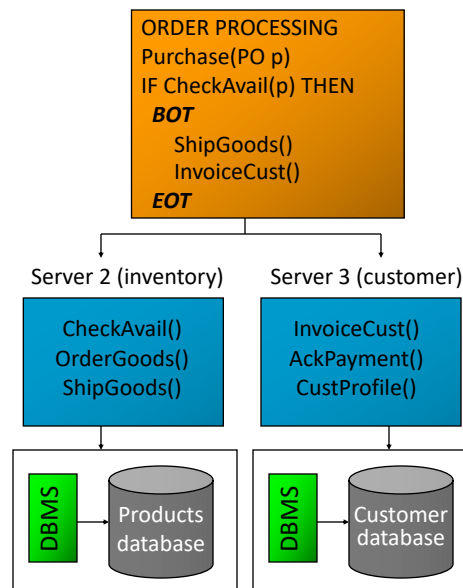 ORDER PROCESSING
Purchase(PO p)
IF CheckAvail(p) THEN
BOT
ShipGoods()
InvoiceCust()
EOT
Server 2 (inventory)
CheckAvail()
OrderGoods()
ShipGoods()
DBMS
Products
database
Server 3 (customer)
InvoiceCust()
AckPayment()
CustProfile()
DBMS
Customer
database